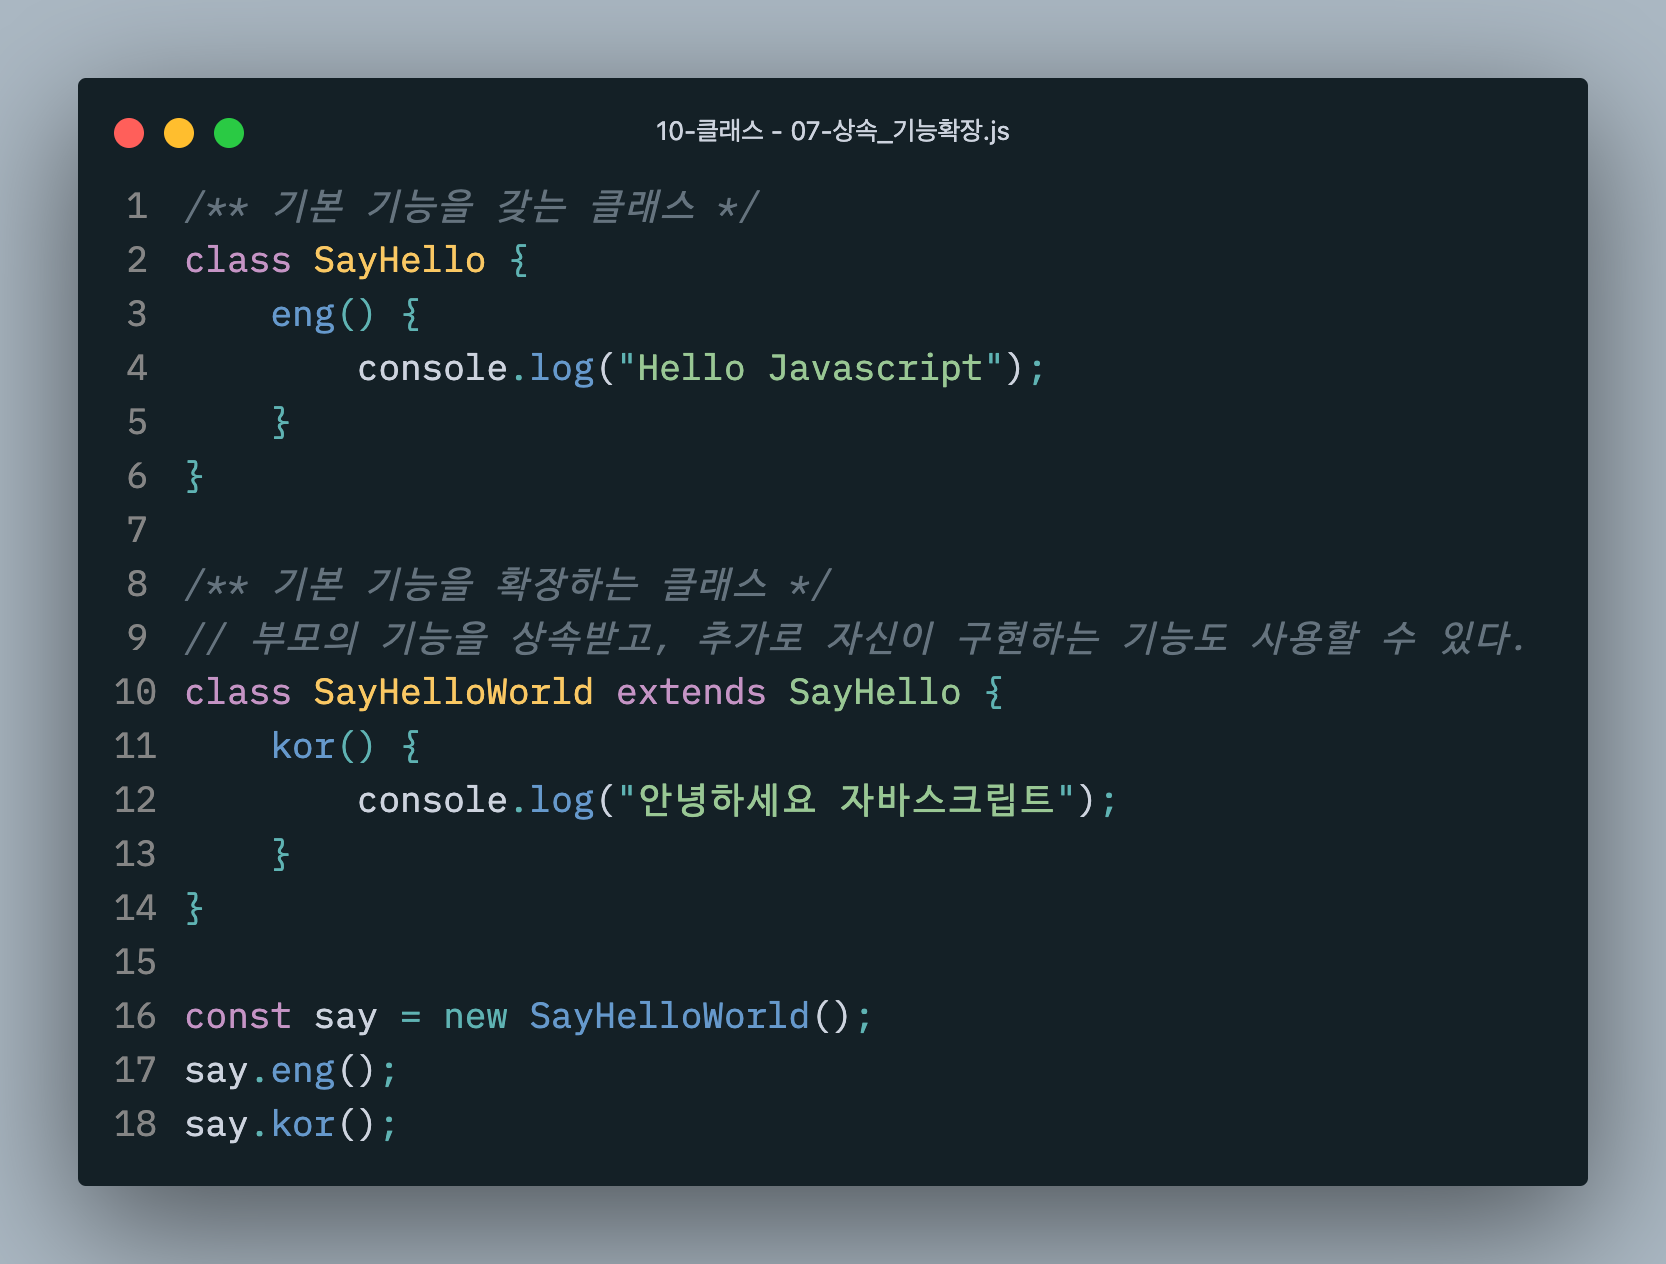 10-클래스 - 07-상속_기능확장.js
1 /** 기본 기능을 갖는 클래스 */
2 class SayHello {
3     eng() {
4         console.log("Hello Javascript");
5     }
6 }
7
8 /** 기본 기능을 확장하는 클래스 */
9 // 부모의 기능을 상속받고, 추가로 자신이 구현하는 기능도 사용할 수 있다.
10 class SayHelloWorld extends SayHello {
11     kor() {
12         console.log("안녕하세요 자바스크립트");
13     }
14 }
15
16 const say = new SayHelloWorld();
17 say.eng();
18 say.kor();